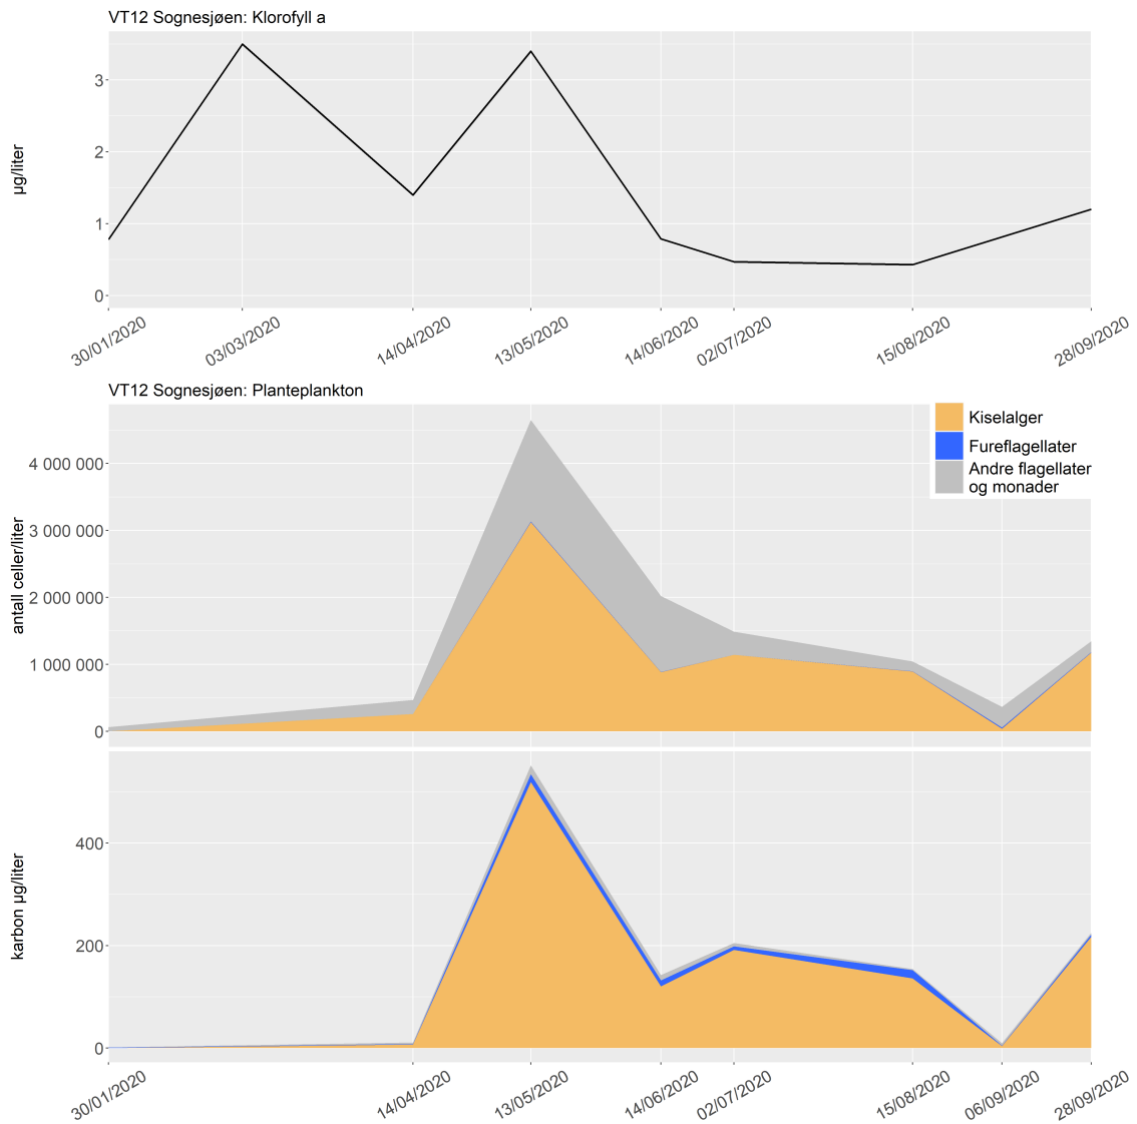 VT12 Sognesjøen: Klorofyll a
µg/liter
3
2
1
0
30/01/2020
03/03/2020
14/04/2020
13/05/2020
14/06/2020
02/07/2020
15/08/2020
28/09/2020
VT12 Sognesjøen: Planteplankton
antall celler/liter
4 000 000
3 000 000
2 000 000
1 000 000
0
Kiselalger
Fureflagellater
Andre flagellater
og monader
karbon µg/liter
400
200
0
30/01/2020
14/04/2020
13/05/2020
14/06/2020
02/07/2020
15/08/2020
06/09/2020
28/09/2020